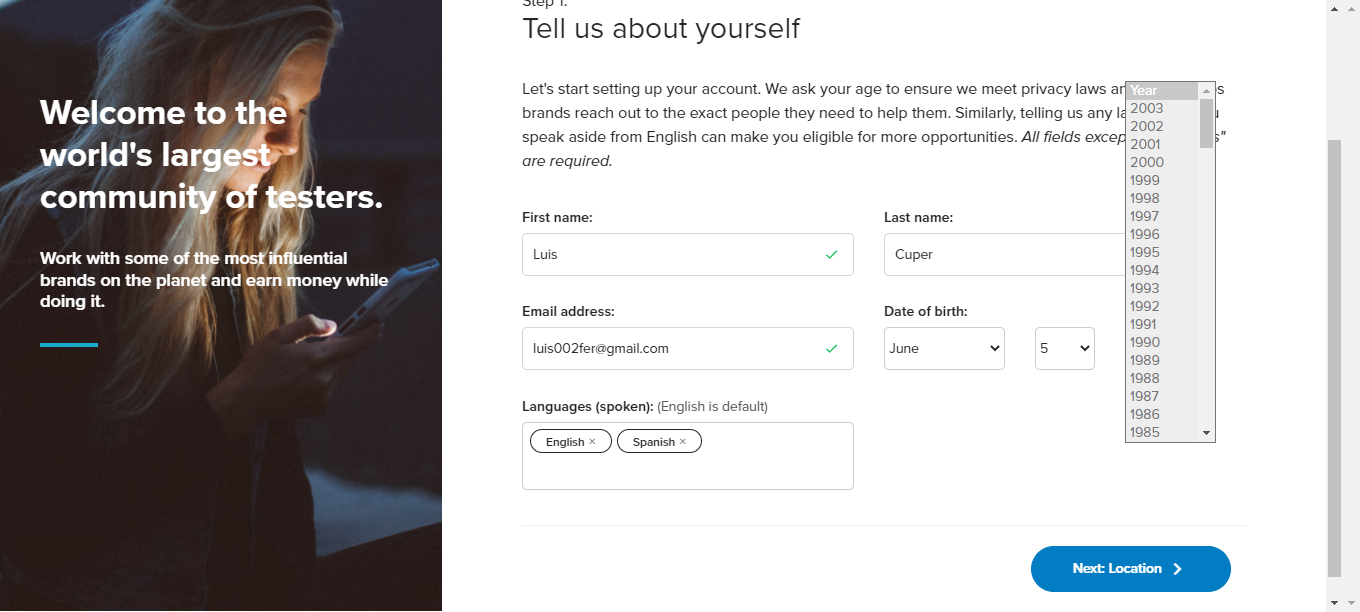 Step 1:
Tell us about yourself
Welcome to the
world's largest
community of testers.
Work with some of the most influential
brands on the planet and earn money while
doing it.
Let's start setting up your account. We ask your age to ensure we meet privacy laws s
brands reach out to the exact people they need to help them. Similarly, telling us any
speak aside from English can make you eligible for more opportunities. All fields s"
are required.
First name:
Last name:
Luis
Cuper
Email address:
Date of birth:
luis002fer@gmail.com
June
5
Languages (spoken): (English is default)
English ×
Spanish ×
Year
2003
2002
2001
2000
1999
1998
1997
1996
1995
1994
1993
1992
1991
1990
1989
1988
1987
1986
1985
Next: Location